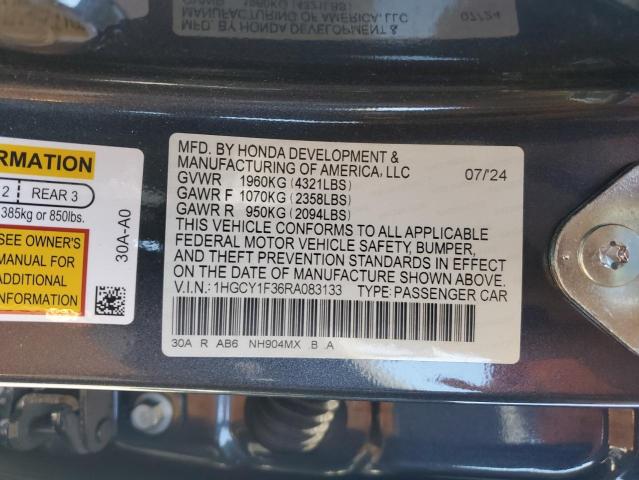 MFD. BY HONDA DEVELOPMENT &
MANUFACTURING OF AMERICA, LLC 07/'24
GVWR 1960KG (4321LBS)
GAWR F 1070KG (2358LBS)
GAWR R 950KG (2094LBS)
THIS VEHICLE CONFORMS TO ALL APPLICABLE
FEDERAL MOTOR VEHICLE SAFETY, BUMPER,
AND THEFT PREVENTION STANDARDS IN EFFECT
ON THE DATE OF MANUFACTURE SHOWN ABOVE.
V.I.N.: 1HGCY1F36RA083133 TYPE: PASSENGER CAR
30A R AB6 NH904MX .B .A
RMATION
2 REAR 3
385kg or 850lbs.
SEE OWNER'S
MANUAL FOR
ADDITIONAL
30A-A0